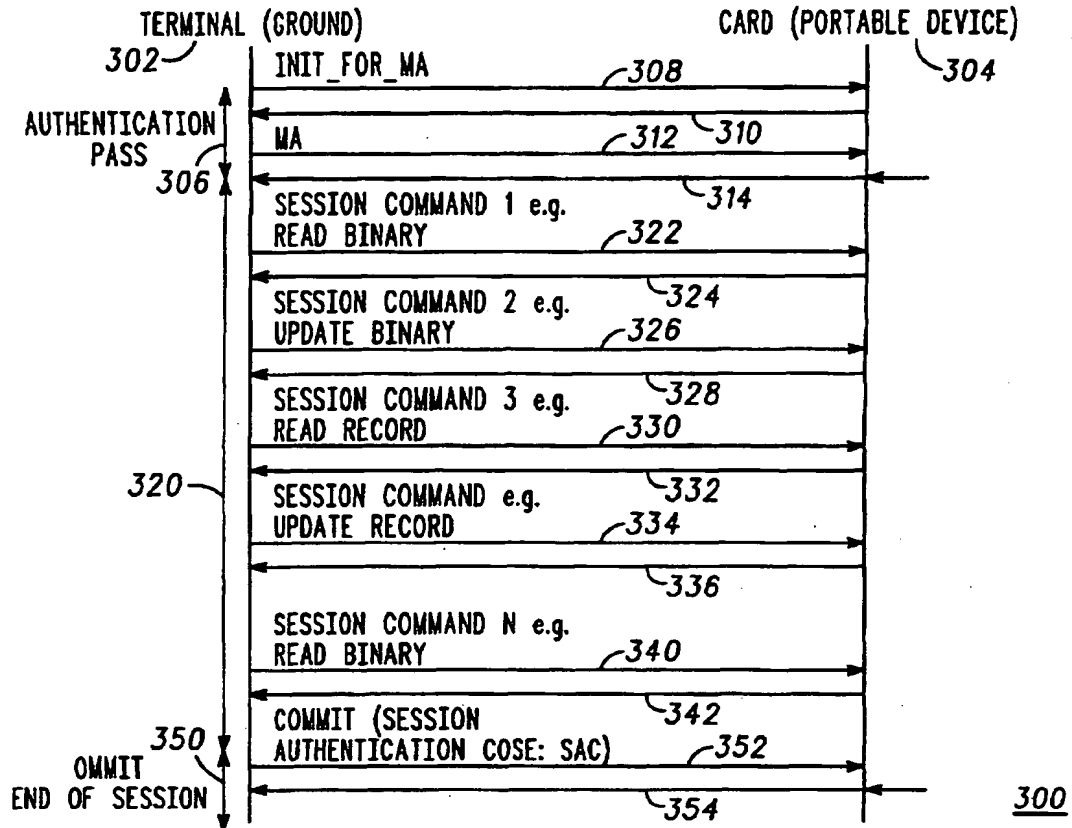 TERMINAL (GROUND)
302
CARD (PORTABLE DEVICE)
304
INIT_FOR_MA
308
310
AUTHENTICATION
PASS
306
MA
312
314
SESSION COMMAND 1 e.g.
READ BINARY
322
324
SESSION COMMAND 2 e.g.
UPDATE BINARY
326
328
SESSION COMMAND 3 e.g.
READ RECORD
330
332
320
SESSION COMMAND e.g.
UPDATE RECORD
334
336
SESSION COMMAND N e.g.
READ BINARY
340
342
COMMIT (SESSION
AUTHENTICATION COSE: SAC)
352
350
OMMIT
END OF SESSION
354
300